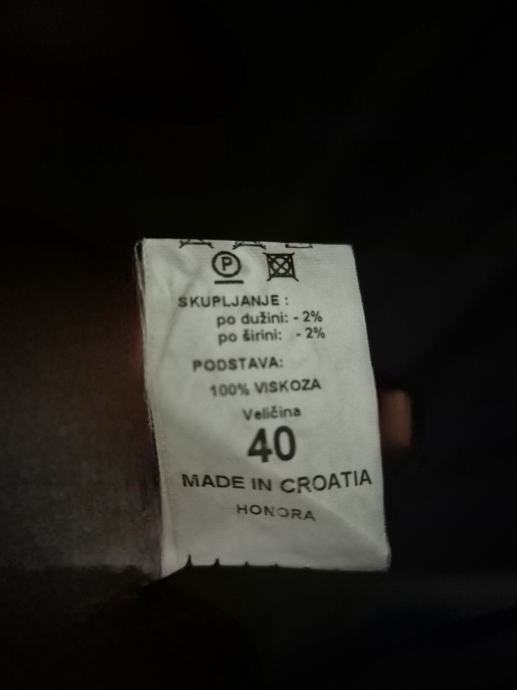 P
SKUPLJANJE :
po dužini: - 2%
po širini: - 2%
PODSTAVA:
100% VISKOZA
Veličina
40
MADE IN CROATIA
HONORA